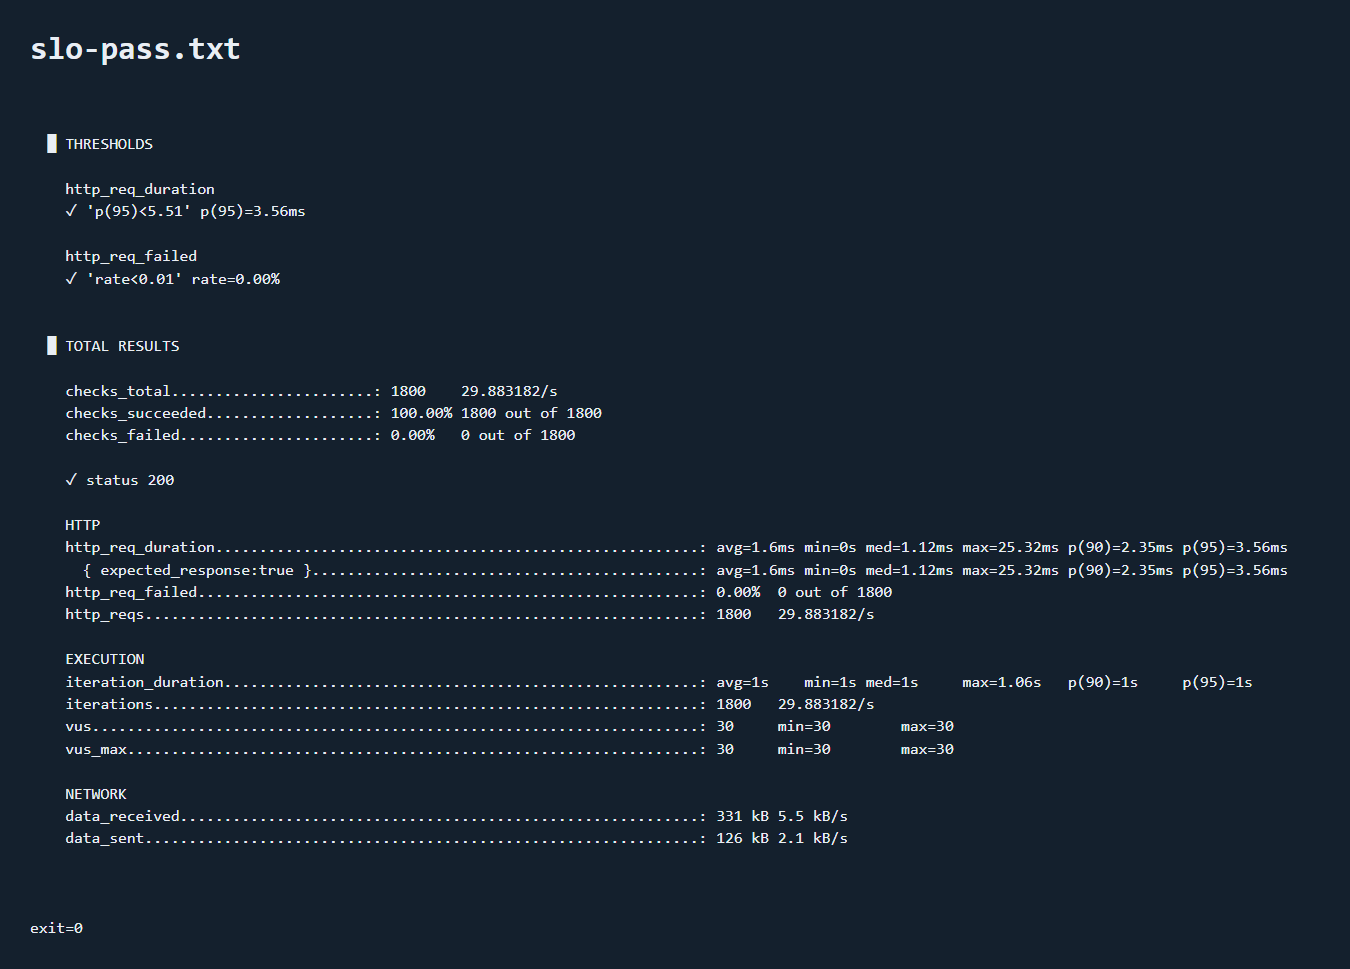 slo-pass.txt
█ THRESHOLDS
http_req_duration
✓ 'p(95)<5.51' p(95)=3.56ms
http_req_failed
✓ 'rate<0.01' rate=0.00%
█ TOTAL RESULTS
checks_total.......................: 1800    29.883182/s
checks_succeeded...................: 100.00% 1800 out of 1800
checks_failed......................: 0.00%   0 out of 1800
✓ status 200
HTTP
http_req_duration.......................................................: avg=1.6ms min=0s med=1.12ms max=25.32ms p(90)=2.35ms p(95)=3.56ms
{ expected_response:true }............................................: avg=1.6ms min=0s med=1.12ms max=25.32ms p(90)=2.35ms p(95)=3.56ms
http_req_failed.........................................................: 0.00%  0 out of 1800
http_reqs...............................................................: 1800   29.883182/s
EXECUTION
iteration_duration......................................................: avg=1s    min=1s med=1s     max=1.06s   p(90)=1s     p(95)=1s
iterations..............................................................: 1800   29.883182/s
vus.....................................................................: 30     min=30        max=30
vus_max.................................................................: 30     min=30        max=30
NETWORK
data_received...........................................................: 331 kB 5.5 kB/s
data_sent...............................................................: 126 kB 2.1 kB/s
exit=0